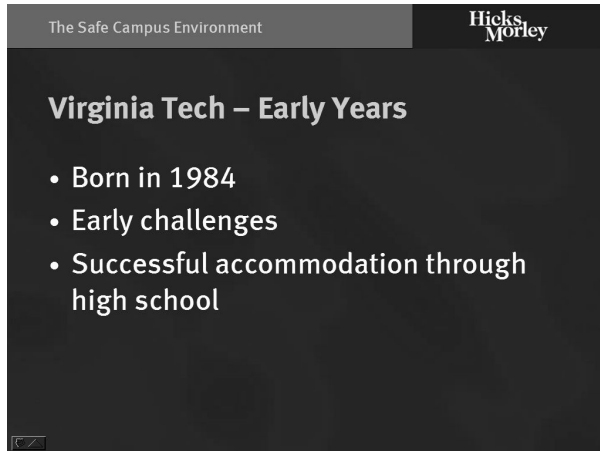 The Safe Campus Environment
Hicks
Morley
Virginia Tech – Early Years
• Born in 1984
• Early challenges
• Successful accommodation through
high school